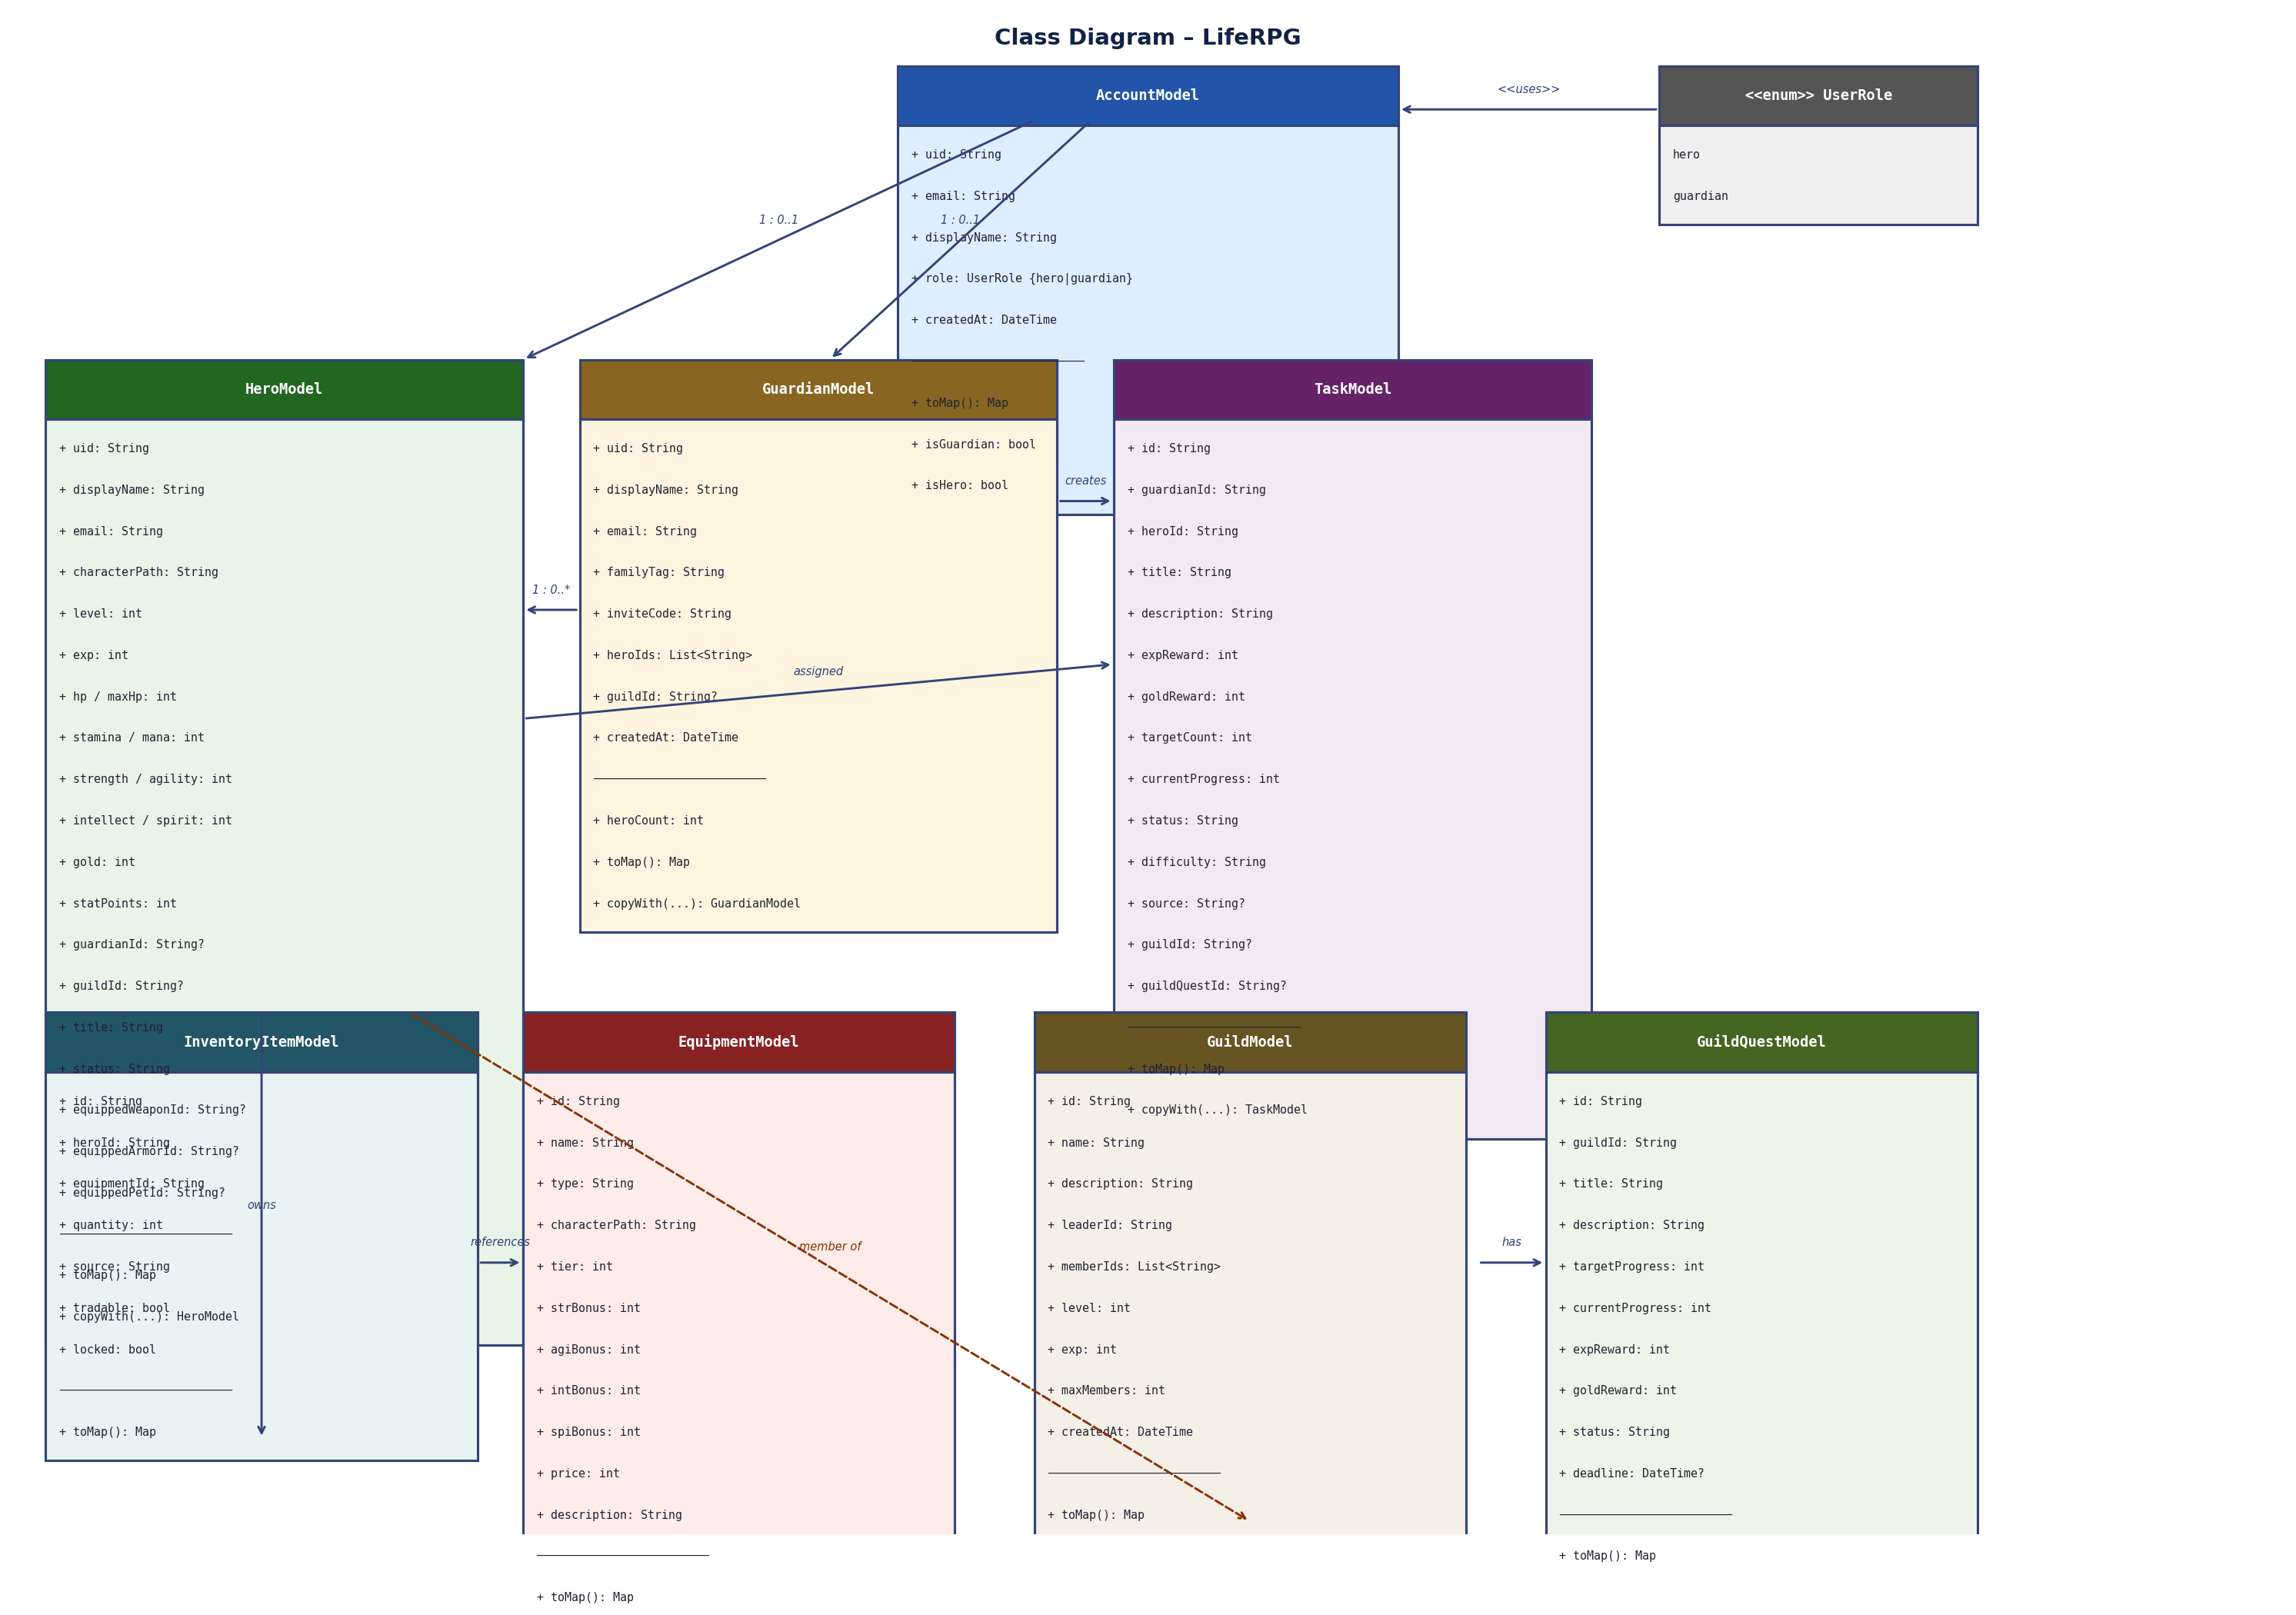 Class Diagram – LifeRPG
AccountModel
+ uid: String
+ email: String
+ displayName: String
+ role: UserRole {hero|guardian}
+ createdAt: DateTime
+ toMap(): Map
+ isGuardian: bool
+ isHero: bool
<<uses>>
<<enum>> UserRole
hero
guardian
1 : 0..1
1 : 0..1
HeroModel
+ uid: String
+ displayName: String
+ email: String
+ characterPath: String
+ level: int
+ exp: int
+ hp / maxHp: int
+ stamina / mana: int
+ strength / agility: int
+ intellect / spirit: int
+ gold: int
+ statPoints: int
+ guardianId: String?
+ guildId: String?
+ title: String
+ status: String
+ equippedWeaponId: String?
+ equippedArmorId: String?
+ equippedPetId: String?
+ toMap(): Map
+ copyWith(...): HeroModel
1 : 0..*
GuardianModel
+ uid: String
+ displayName: String
+ email: String
+ familyTag: String
+ inviteCode: String
+ heroIds: List<String>
+ guildId: String?
+ createdAt: DateTime
+ heroCount: int
+ toMap(): Map
+ copyWith(...): GuardianModel
assigned
creates
TaskModel
+ id: String
+ guardianId: String
+ heroId: String
+ title: String
+ description: String
+ expReward: int
+ goldReward: int
+ targetCount: int
+ currentProgress: int
+ status: String
+ difficulty: String
+ source: String?
+ guildId: String?
+ guildQuestId: String?
+ toMap(): Map
+ copyWith(...): TaskModel
InventoryItemModel
+ id: String
+ heroId: String
+ equipmentId: String
+ quantity: int
+ source: String
+ tradable: bool
+ locked: bool
+ toMap(): Map
owns
references
EquipmentModel
+ id: String
+ name: String
+ type: String
+ characterPath: String
+ tier: int
+ strBonus: int
+ agiBonus: int
+ intBonus: int
+ spiBonus: int
+ price: int
+ description: String
+ toMap(): Map
member of
GuildModel
+ id: String
+ name: String
+ description: String
+ leaderId: String
+ memberIds: List<String>
+ level: int
+ exp: int
+ maxMembers: int
+ createdAt: DateTime
+ toMap(): Map
has
GuildQuestModel
+ id: String
+ guildId: String
+ title: String
+ description: String
+ targetProgress: int
+ currentProgress: int
+ expReward: int
+ goldReward: int
+ status: String
+ deadline: DateTime?
+ toMap(): Map